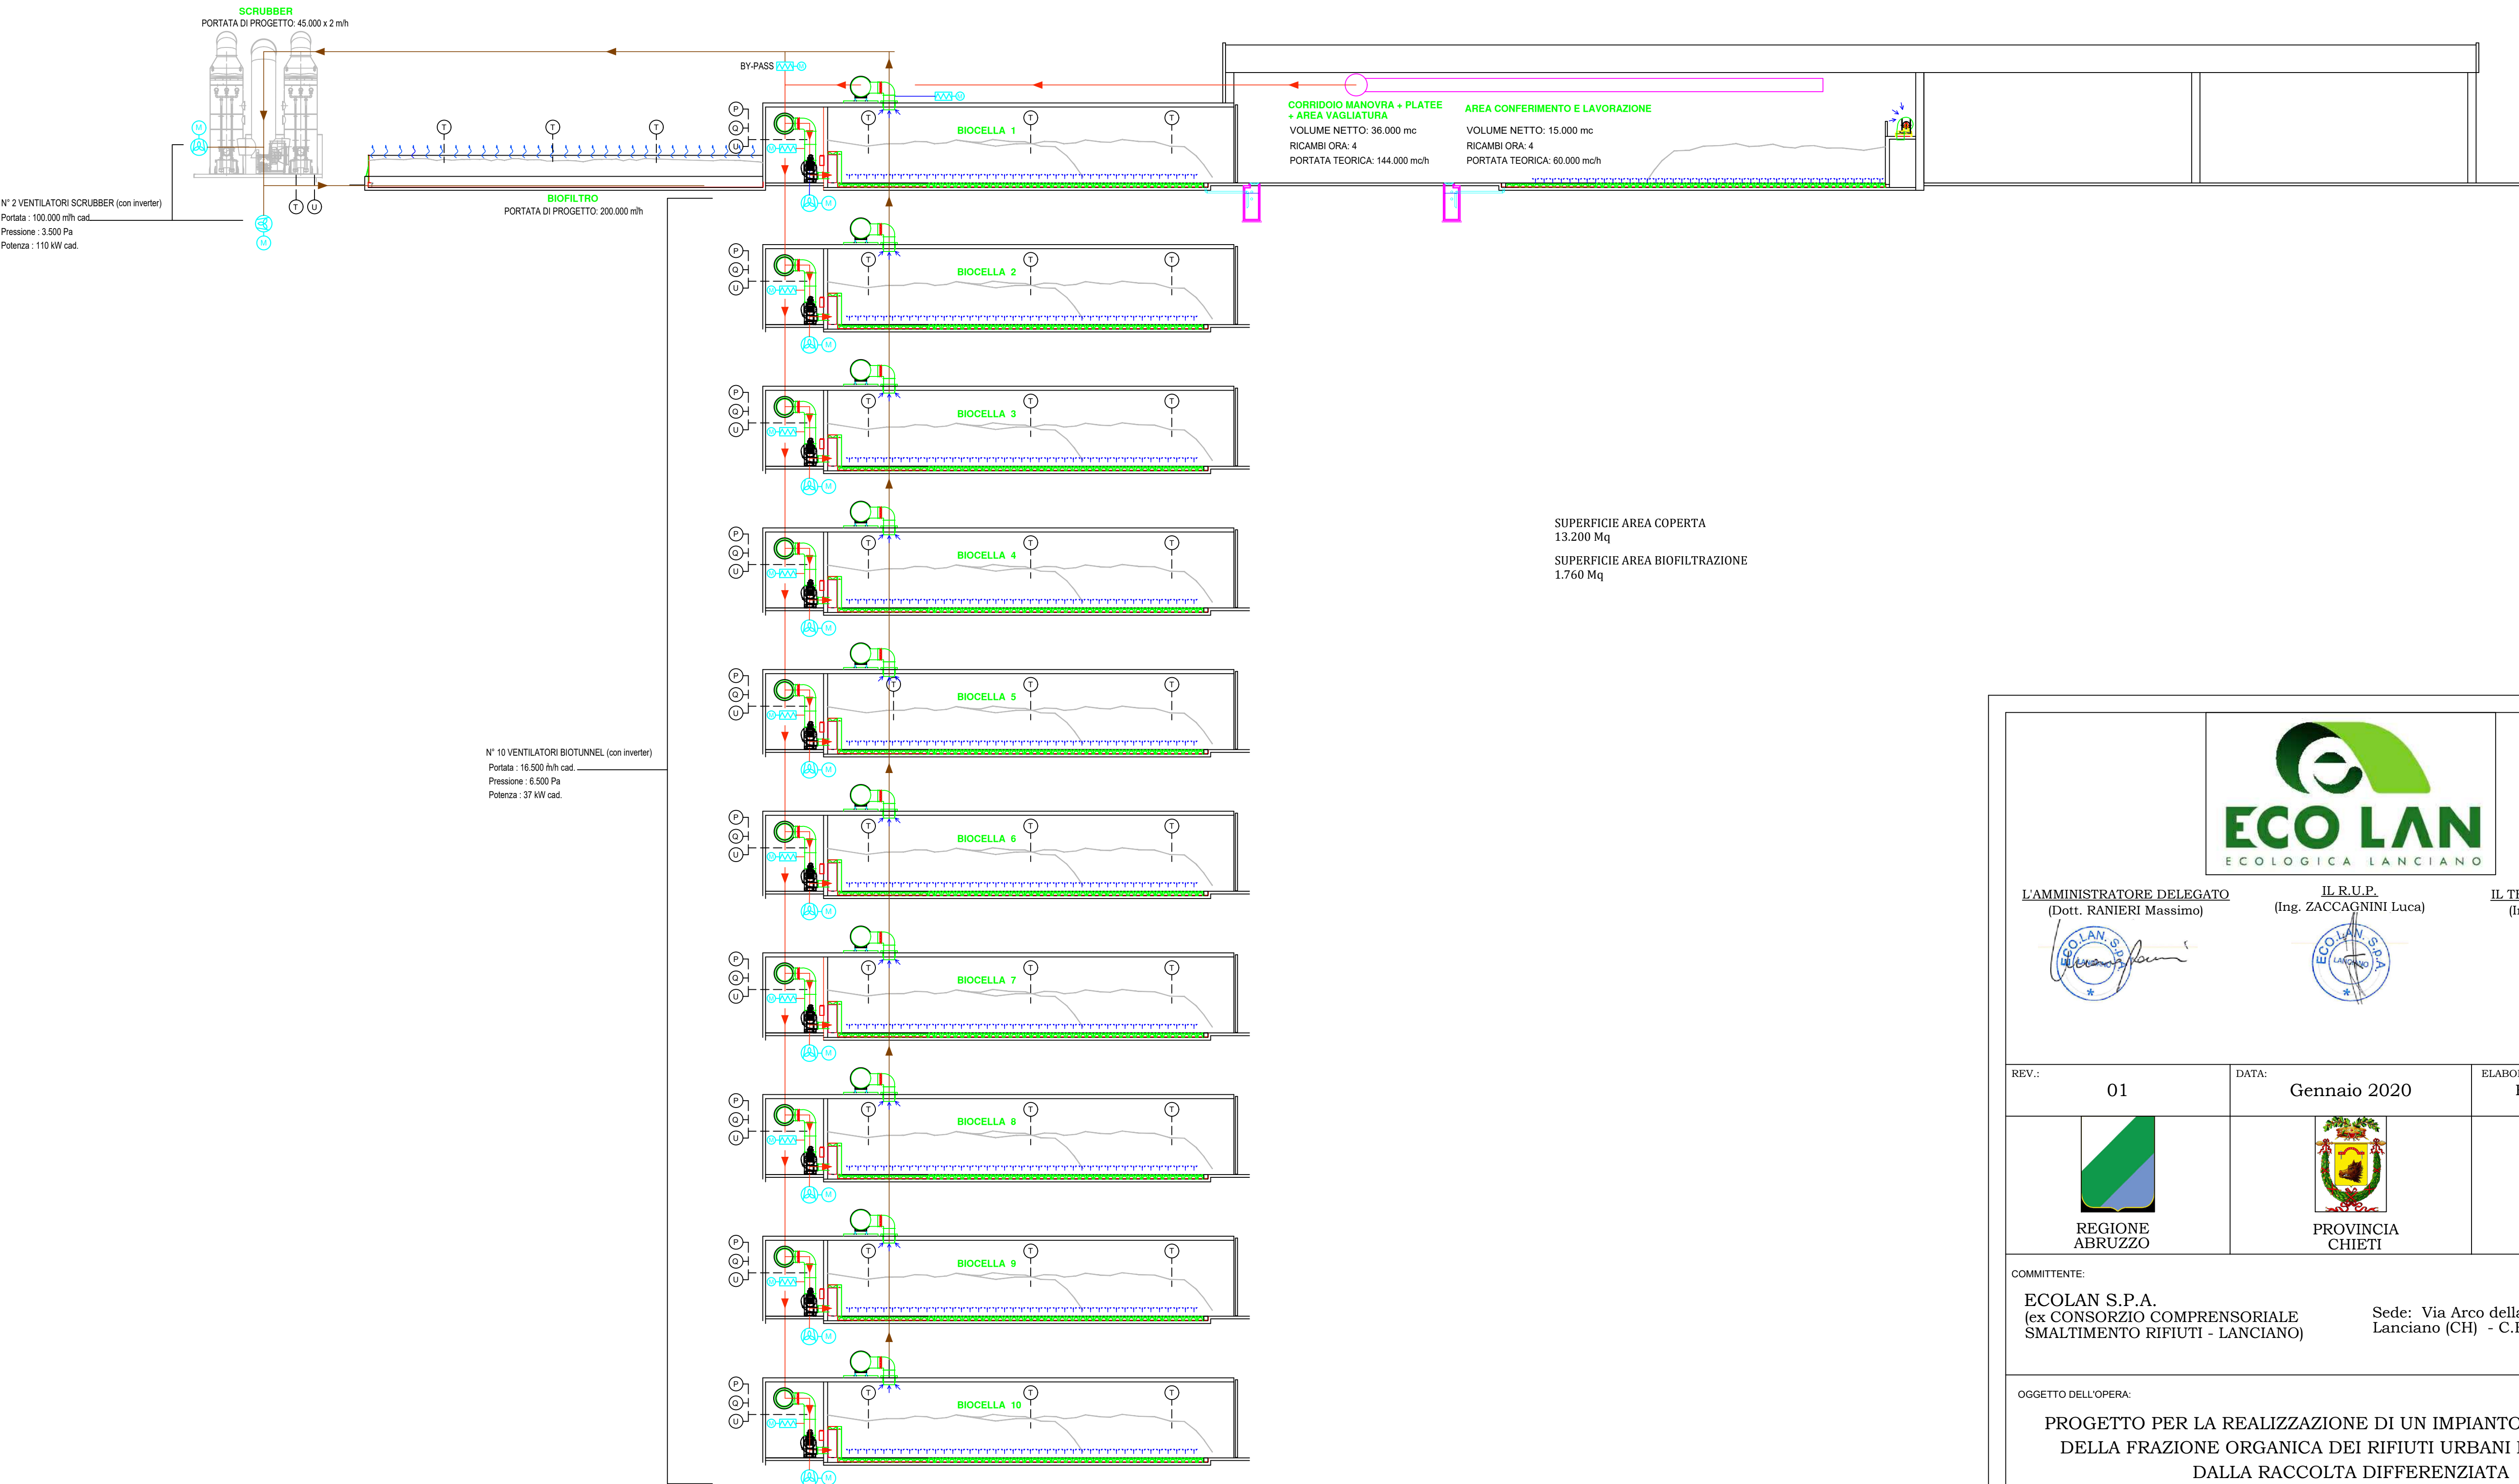 SCRUBBER
PORTATA DI PROGETTO: 45.000 x 2 m/h
BY-PASS
N° 2 VENTILATORI SCRUBBER (con inverter)
Portata : 100.000 m/h cad.
Pressione : 3.500 Pa
Potenza : 110 kW cad.
M
M
T U
T T T
BIOFILTRO
PORTATA DI PROGETTO: 200.000 m/h
CORRIDOIO MANOVRA + PLATEE
+ AREA VAGLIATURA
VOLUME NETTO: 36.000 mc
RICAMBI ORA: 4
PORTATA TEORICA: 144.000 mc/h
AREA CONFERIMENTO E LAVORAZIONE
VOLUME NETTO: 15.000 mc
RICAMBI ORA: 4
PORTATA TEORICA: 60.000 mc/h
P
Q
U
T T T
BIOCELLA 1
M
P
Q
U
T T T
BIOCELLA 2
M
P
Q
U
T T T
BIOCELLA 3
M
P
Q
U
T T T
BIOCELLA 4
M
P
Q
U
T T T
BIOCELLA 5
M
P
Q
U
T T T
BIOCELLA 6
M
P
Q
U
T T T
BIOCELLA 7
M
P
Q
U
T T T
BIOCELLA 8
M
P
Q
U
T T T
BIOCELLA 9
M
P
Q
U
T T T
BIOCELLA 10
M
N° 10 VENTILATORI BIOTUNNEL (con inverter)
Portata : 16.500 m/h cad.
Pressione : 6.500 Pa
Potenza : 37 kW cad.
SUPERFICIE AREA COPERTA
13.200 Mq
SUPERFICIE AREA BIOFILTRAZIONE
1.760 Mq
ECO LAN
ECOLOGICA LANCIANO
L'AMMINISTRATORE DELEGATO
(Dott. RANIERI Massimo)
ECO.LAN. S.p.A.
LANCIANO
IL R.U.P.
(Ing. ZACCAGNINI Luca)
ECO.LAN. S.p.A.
LANCIANO
IL
REV.:
01
DATA:
Gennaio 2020
REGIONE
ABRUZZO
PROVINCIA
CHIETI
COMMITTENTE:
ECOLAN S.P.A.
(ex CONSORZIO COMPRENSORIALE
SMALTIMENTO RIFIUTI - LANCIANO)
Sede: Via Arco della
Lanciano (CH) -
OGGETTO DELL'OPERA:
PROGETTO PER LA REALIZZAZIONE DI UN IMPIANTO
DELLA FRAZIONE ORGANICA DEI RIFIUTI URBANI
DALLA RACCOLTA DIFFERENZIATA